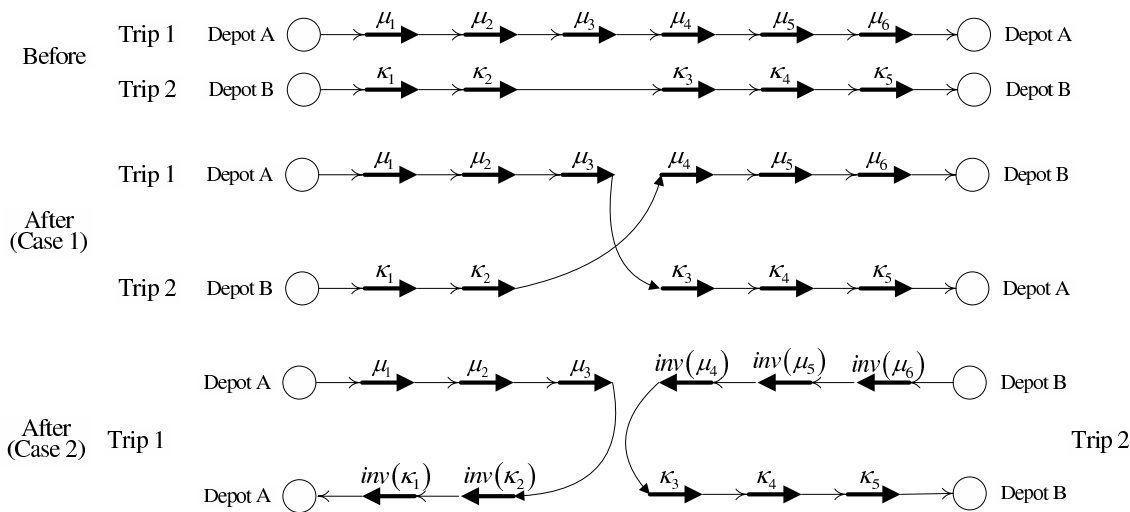 μ₁ μ₂ μ₃ μ₄ μ₅ μ₆
Before Trip 1 Depot A Depot A
κ₁ κ₂ κ₃ κ₄ κ₅
Trip 2 Depot B Depot B
μ₁ μ₂ μ₃ μ₄ μ₅ μ₆
Trip 1 Depot A Depot B
After
(Case 1)
κ₁ κ₂ κ₃ κ₄ κ₅
Trip 2 Depot B Depot A
μ₁ μ₂ μ₃ inv(μ₄) inv(μ₅) inv(μ₆)
Depot A Depot B
After
(Case 2) Trip 1 Trip 2
inv(κ₁) inv(κ₂) κ₃ κ₄ κ₅
Depot A Depot B